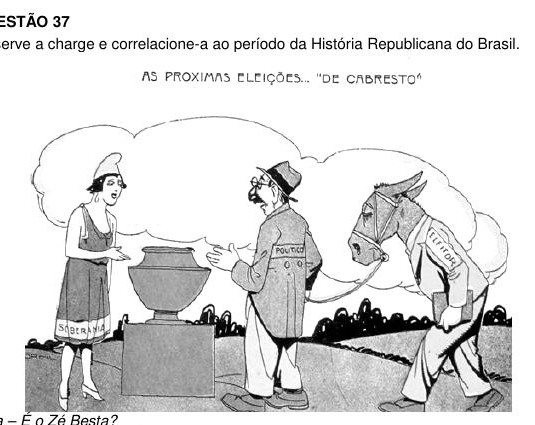 ESTÃO 37
serve a charge e correlacione-a ao período da História Republicana do Brasil.
AS PROXIMAS ELEIÇÕES... "DE CABRESTO"
POLITICO
ELEITOR
SOBERANIA
a – É o Zé Besta?